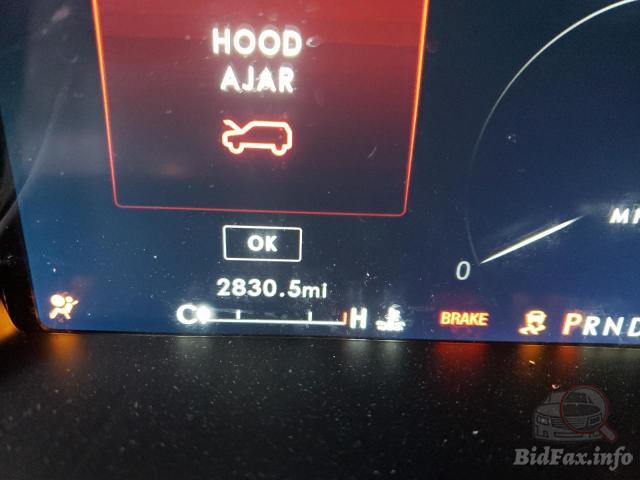 HOOD
AJAR
OK
0
2830.5mi
C H
BRAKE
PRND
BidFax.info